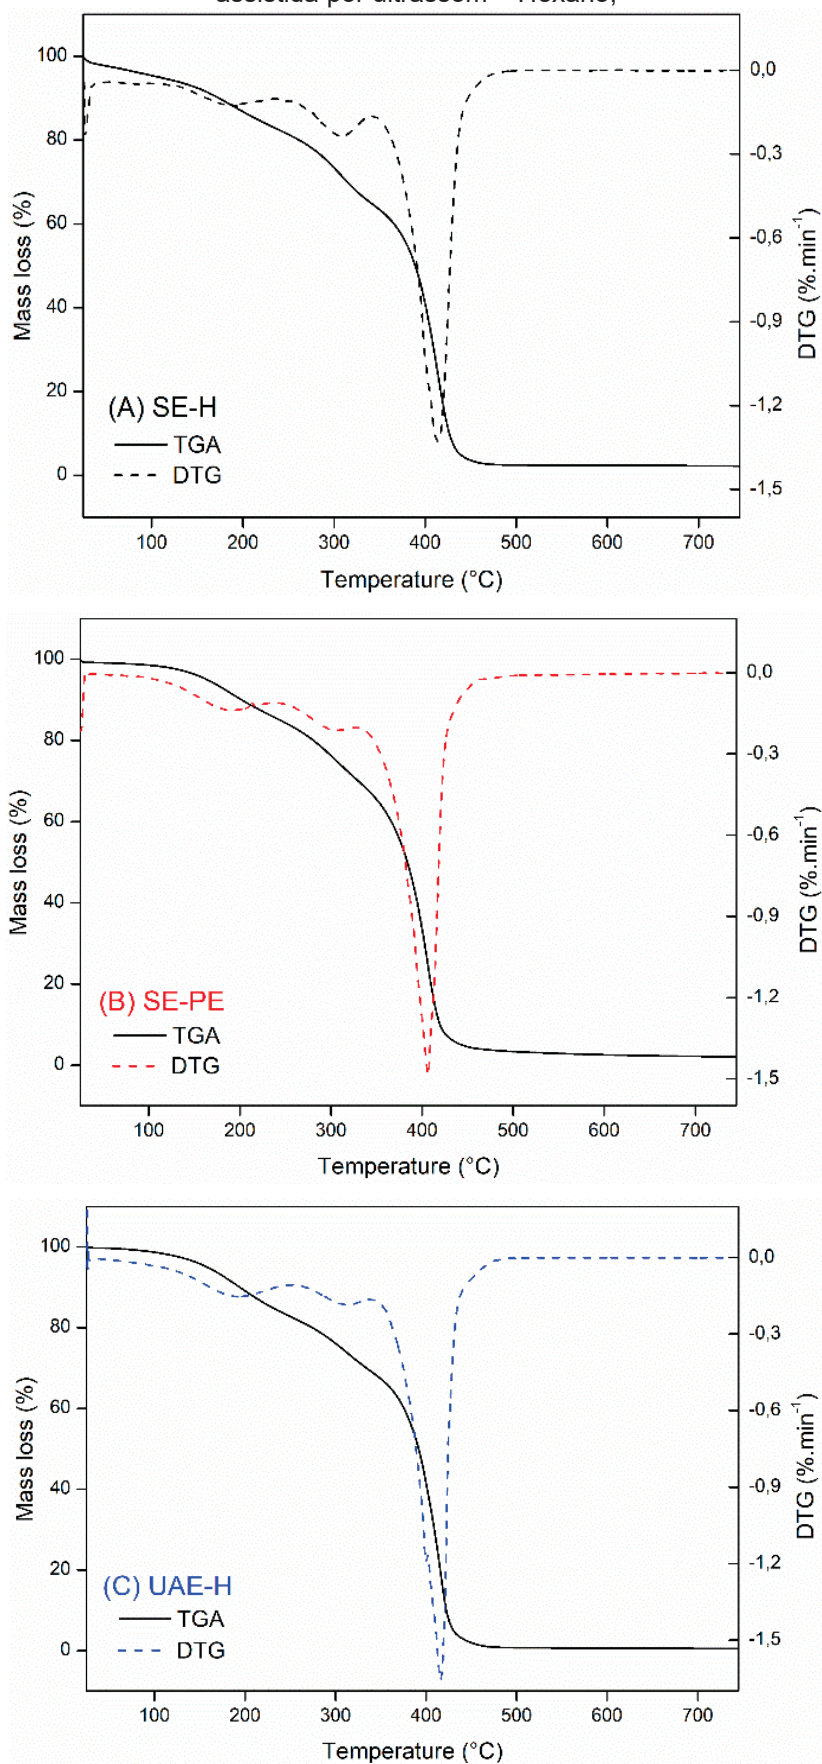 assistida por ultrassom - Hexano;
100
80
60
40
20
0
Mass loss (%)
0,0
-0,3
-0,6
-0,9
-1,2
-1,5
DTG (%.min⁻¹)
(A) SE-H
TGA
DTG
100 200 300 400 500 600 700
Temperature (°C)
100
80
60
40
20
0
Mass loss (%)
0,0
-0,3
-0,6
-0,9
-1,2
-1,5
DTG (%.min⁻¹)
(B) SE-PE
TGA
DTG
100 200 300 400 500 600 700
Temperature (°C)
100
80
60
40
20
0
Mass loss (%)
0,0
-0,3
-0,6
-0,9
-1,2
-1,5
DTG (%.min⁻¹)
(C) UAE-H
TGA
DTG
100 200 300 400 500 600 700
Temperature (°C)